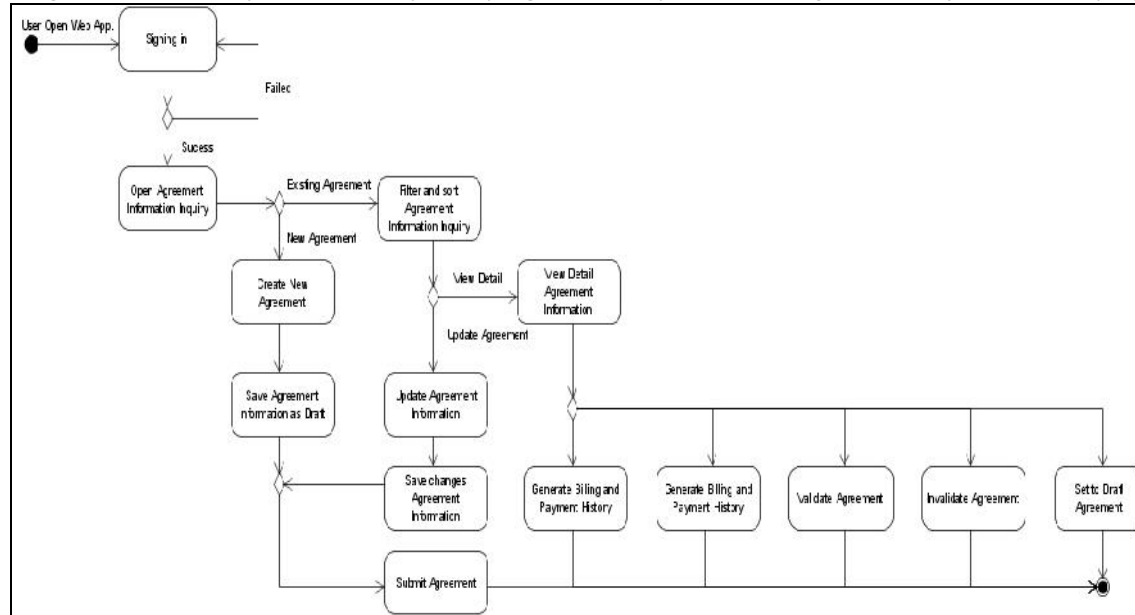 User Open Web App.
Signing in
Failed
Sucess
Open Agreement
Information Inquiry
Existing Agreement
Filter and sort
Agreement
Information Inquiry
New Agreement
Create New
Agreement
View Detail
View Detail
Agreement
Information
Update Agreement
Save Agreement
Information as Draft
Update Agreement
Information
Save changes
Agreement
Information
Generate Billing and
Payment History
Generate Billing and
Payment History
Validate Agreement
Invalidate Agreement
Set to Draft
Agreement
Submit Agreement